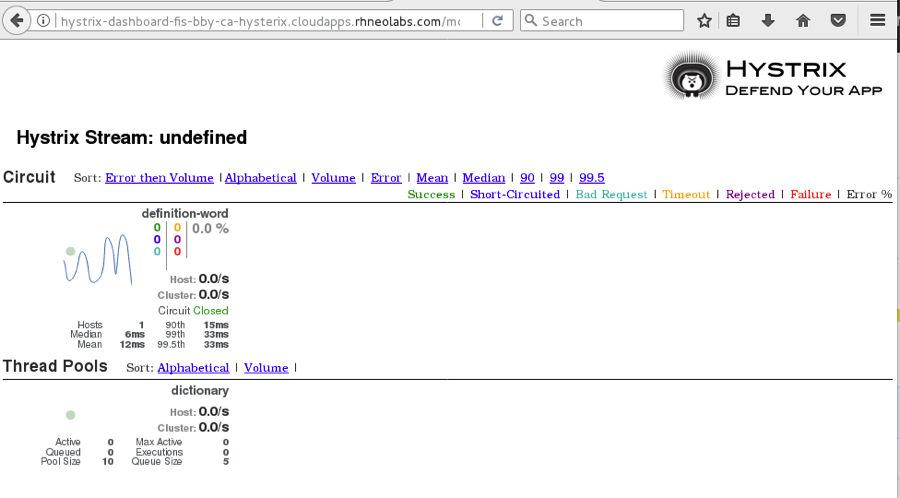 hystrix-dashboard-fis-bby-ca-hysterix.cloudapps.rhneolabs.com/mo
Search
HYSTRIX
DEFEND YOUR APP
Hystrix Stream: undefined
Circuit Sort: Error then Volume | Alphabetical | Volume | Error | Mean | Median | 90 | 99 | 99.5
Success | Short-Circuited | Bad Request | Timeout | Rejected | Failure | Error %
definition-word
0 0 0.0 %
0 0
0 0
Host: 0.0/s
Cluster: 0.0/s
Circuit Closed
Hosts 1 90th 15ms
Median 6ms 99th 33ms
Mean 12ms 99.5th 33ms
Thread Pools Sort: Alphabetical | Volume |
dictionary
Host: 0.0/s
Cluster: 0.0/s
Active 0 Max Active 0
Queued 0 Executions 0
Pool Size 10 Queue Size 5